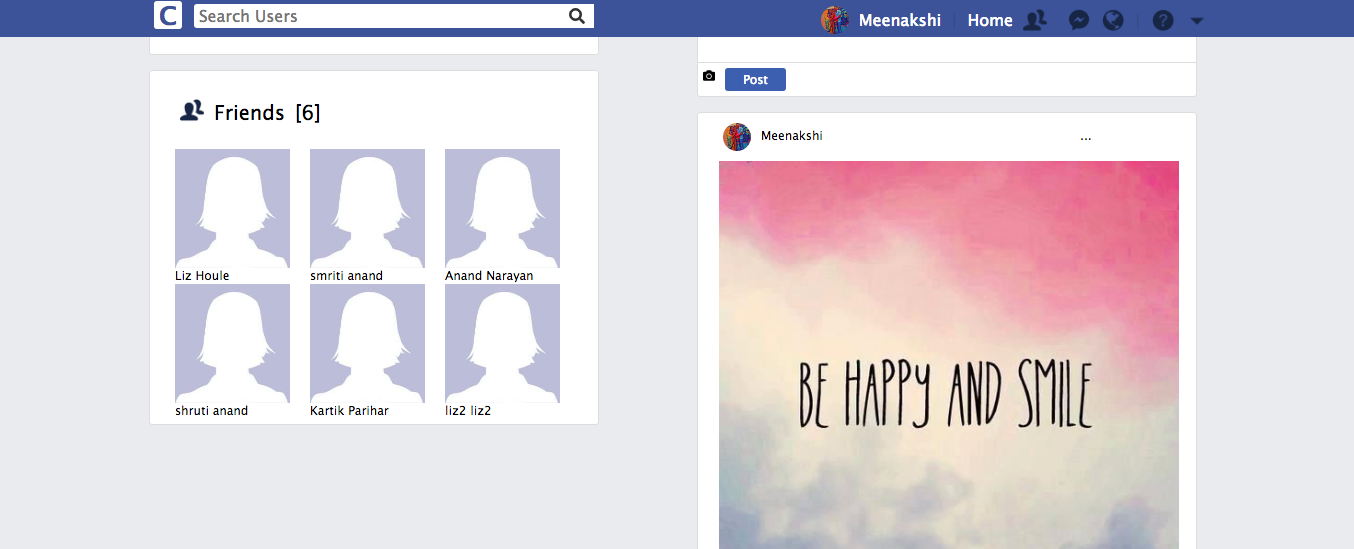 C
Search Users
Meenakshi
Home
Post
Friends [6]
Liz Houle
smriti anand
Anand Narayan
shruti anand
Kartik Parihar
liz2 liz2
Meenakshi
...
BE HAPPY AND SMILE